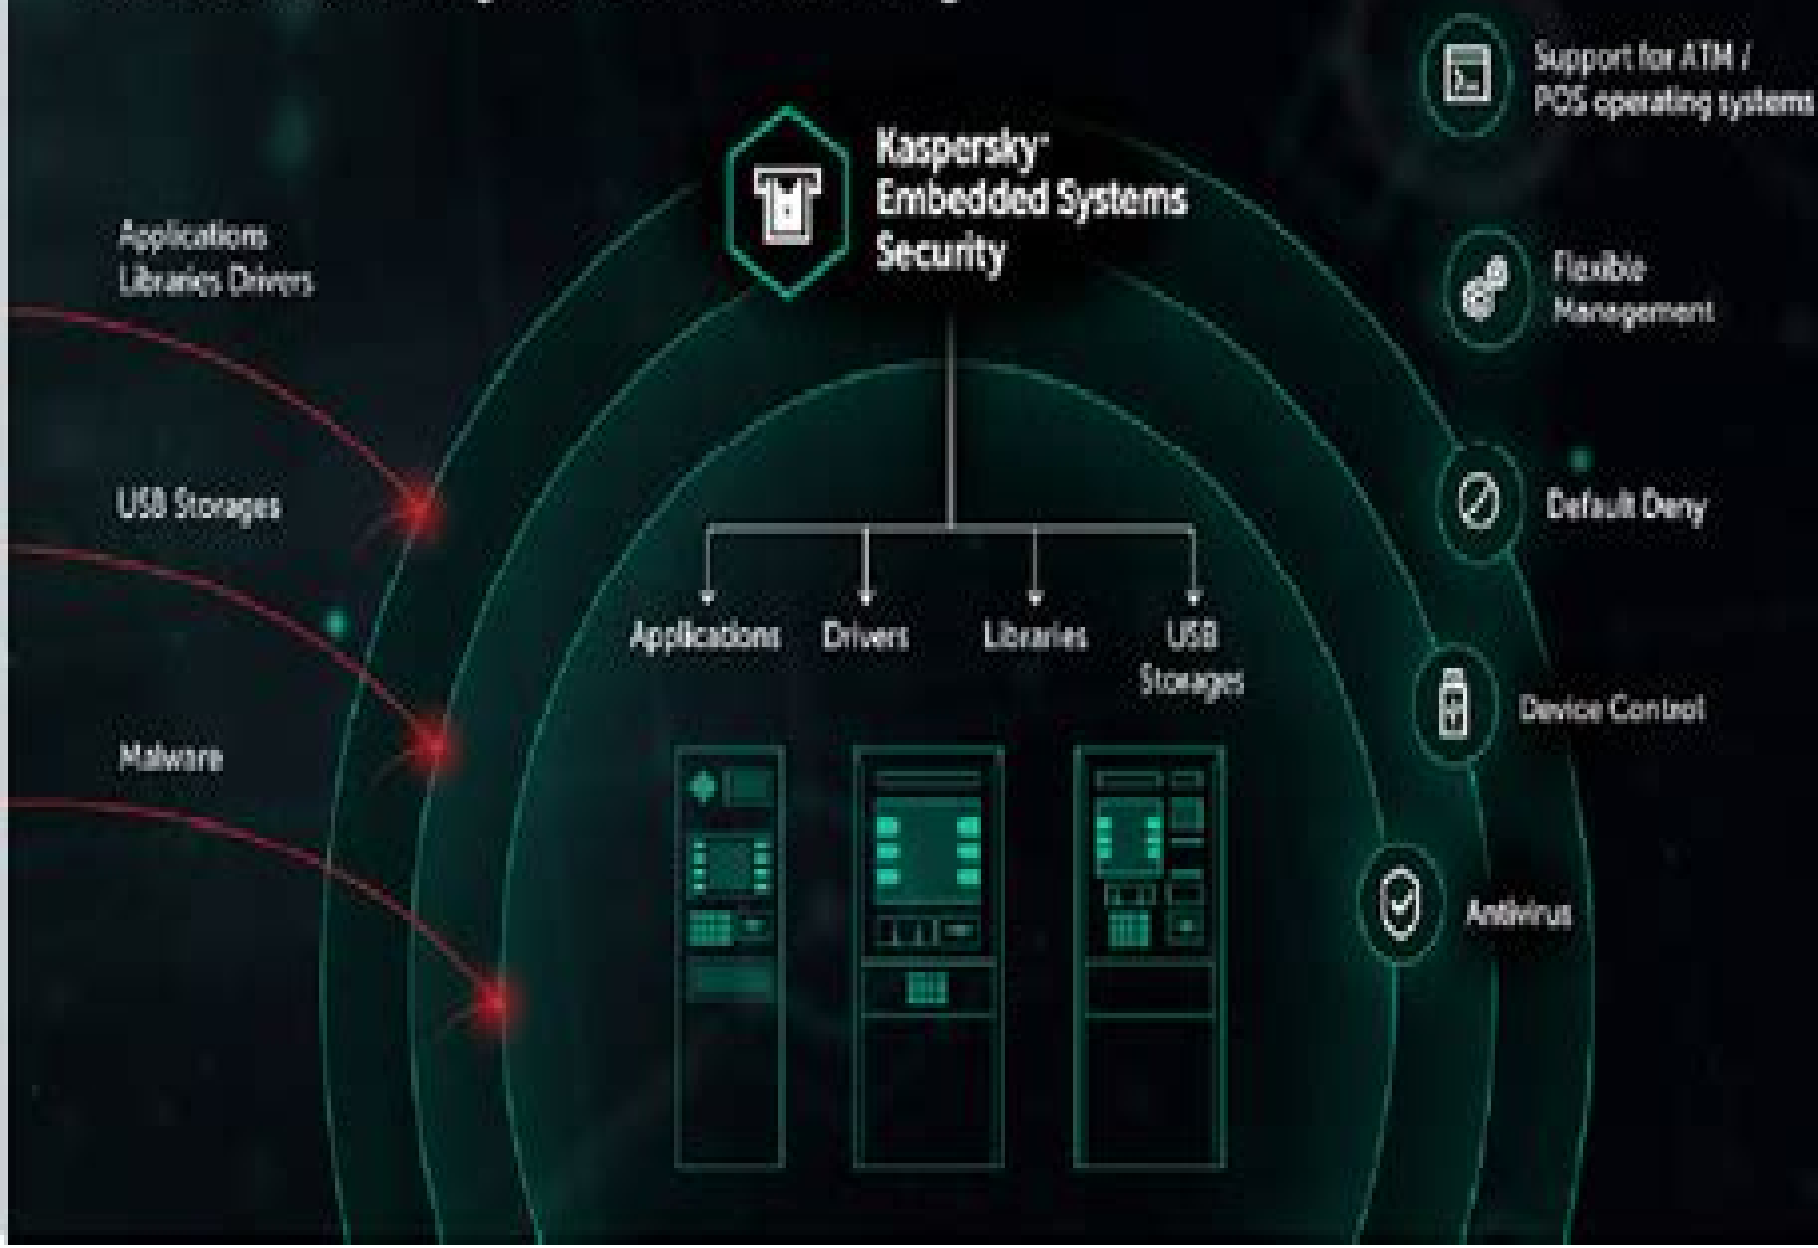 Support for ATM /
POS operating systems
Kaspersky
Embedded Systems
Security
Applications
Libraries Drivers
Flexible
Management
USB Storages
Default Deny
Applications
Drivers
Libraries
USB
Storages
Device Control
Malware
Antivirus